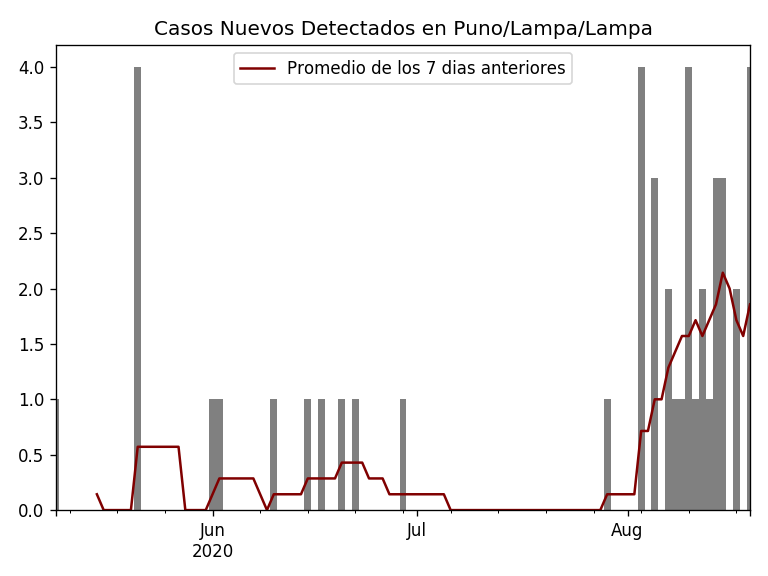 Casos Nuevos Detectados en Puno/Lampa/Lampa
Promedio de los 7 dias anteriores
4.0
3.5
3.0
2.5
2.0
1.5
1.0
0.5
0.0
Jun
2020
Jul
Aug